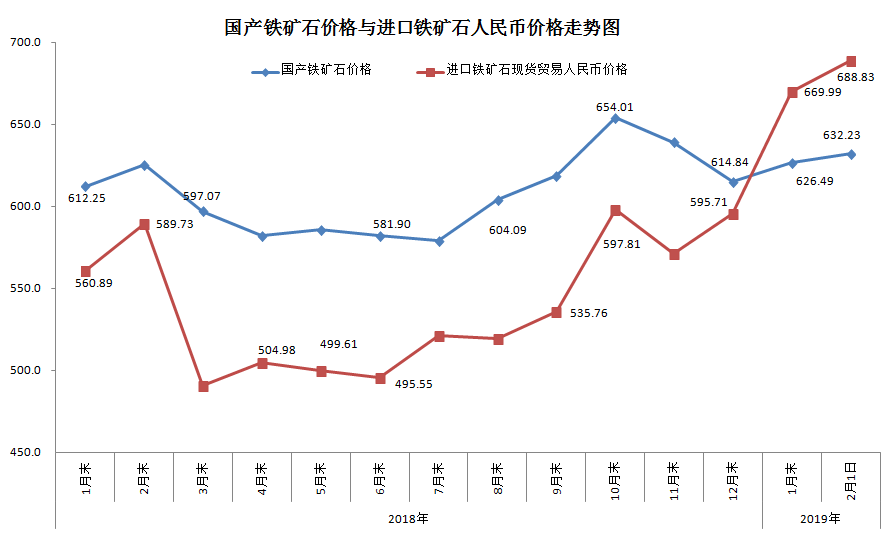 国产铁矿石价格与进口铁矿石人民币价格走势图
700.0
国产铁矿石价格
进口铁矿石现货贸易人民币价格
688.83
669.99
650.0
654.01
632.23
614.84
626.49
612.25
597.07
600.0
595.71
589.73
581.90
604.09
597.81
560.89
550.0
535.76
504.98
499.61
500.0
495.55
450.0
1月末
2月末
3月末
4月末
5月末
6月末
7月末
8月末
9月末
10月末
11月末
12月末
1月末
2月1日
2018年
2019年